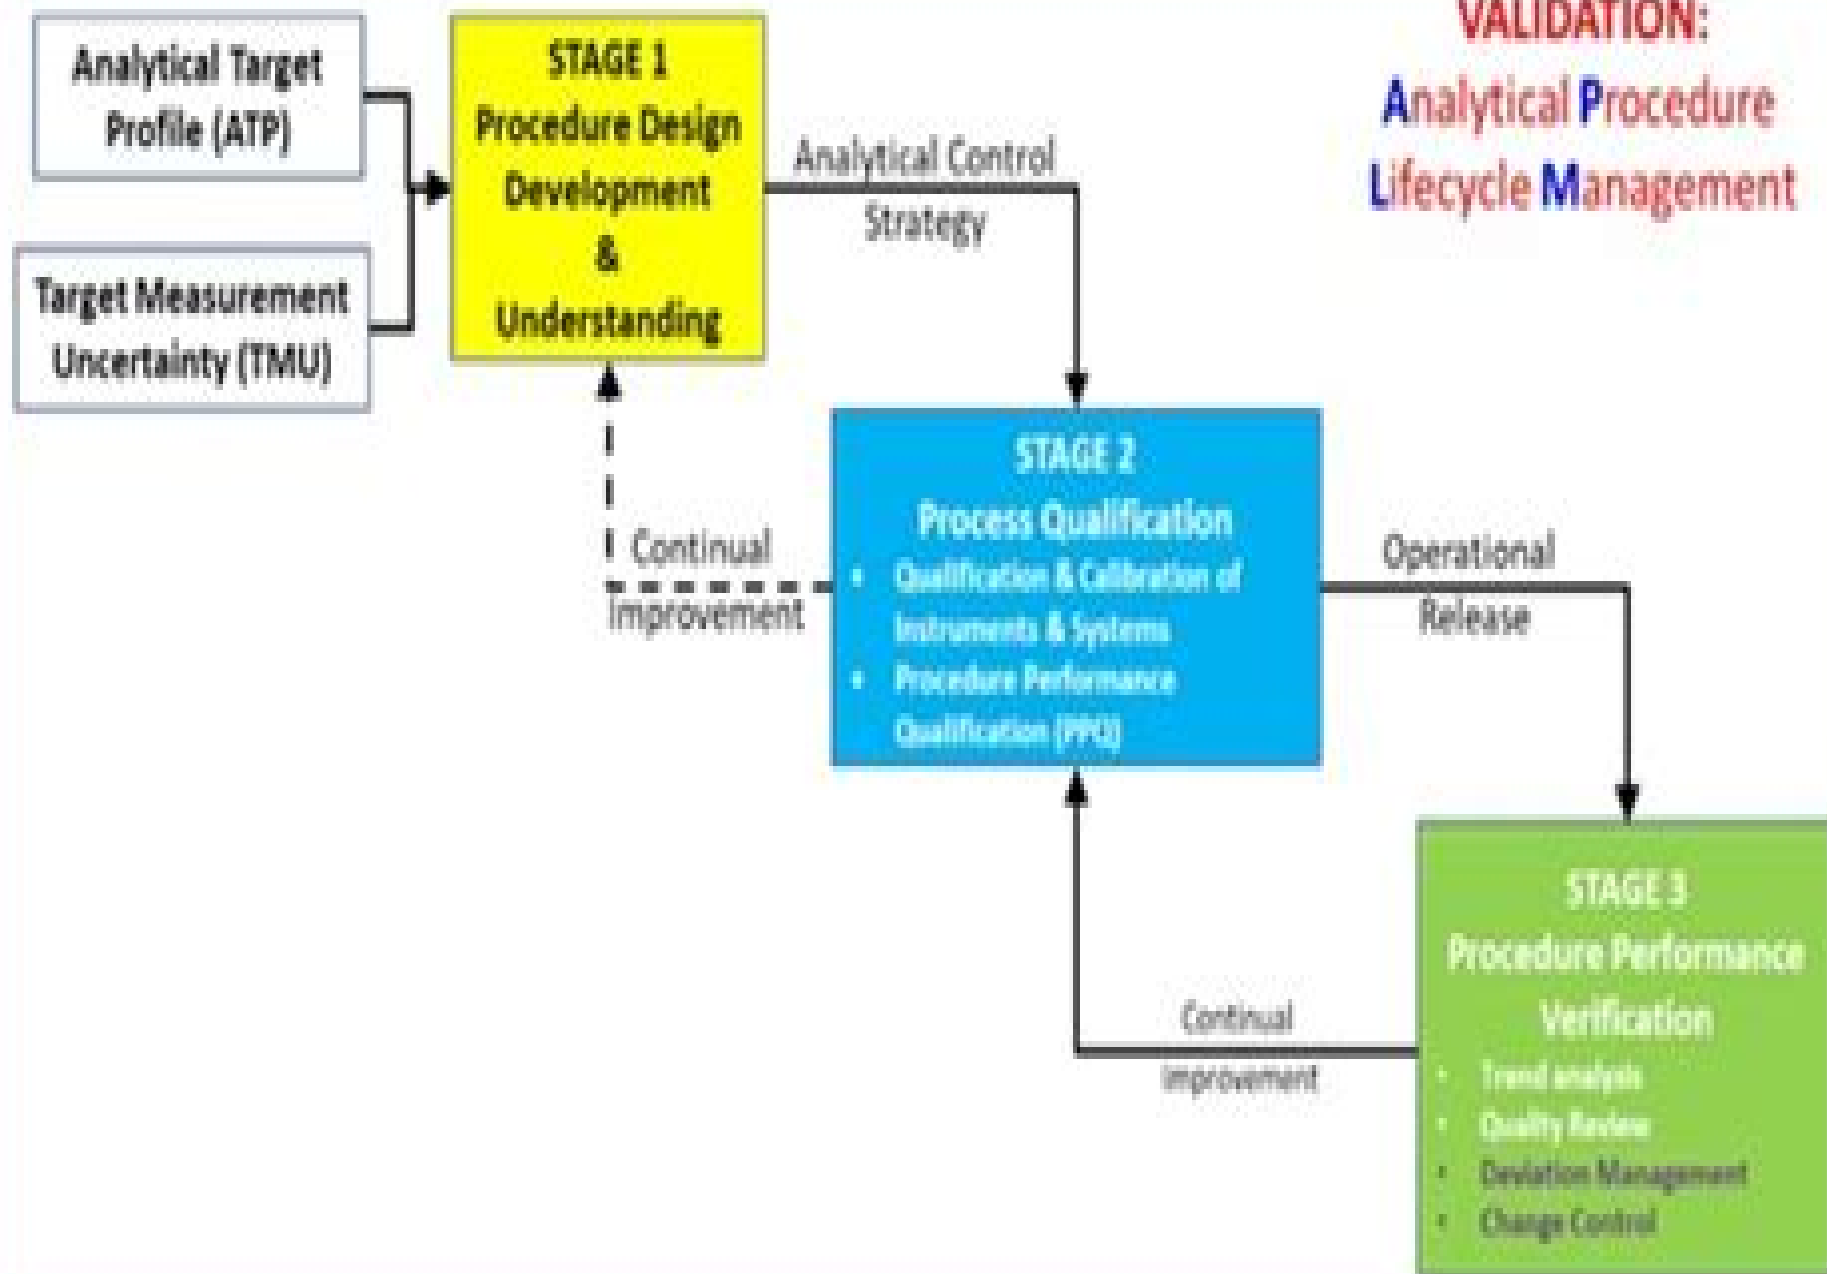 VALIDATION:
Analytical Procedure
Lifecycle Management
Analytical Target
Profile (ATP)
Target Measurement
Uncertainty (TMU)
STAGE 1
Procedure Design
Development
&
Understanding
Analytical Control
Strategy
STAGE 2
Process Qualification
• Qualification & Calibration of
Instruments & Systems
• Procedure Performance
Qualification (PPQ)
Continual
Improvement
Operational
Release
STAGE 3
Procedure Performance
Verification
• Trend analysis
• Quality Review
• Deviation Management
• Change Control
Continual
Improvement